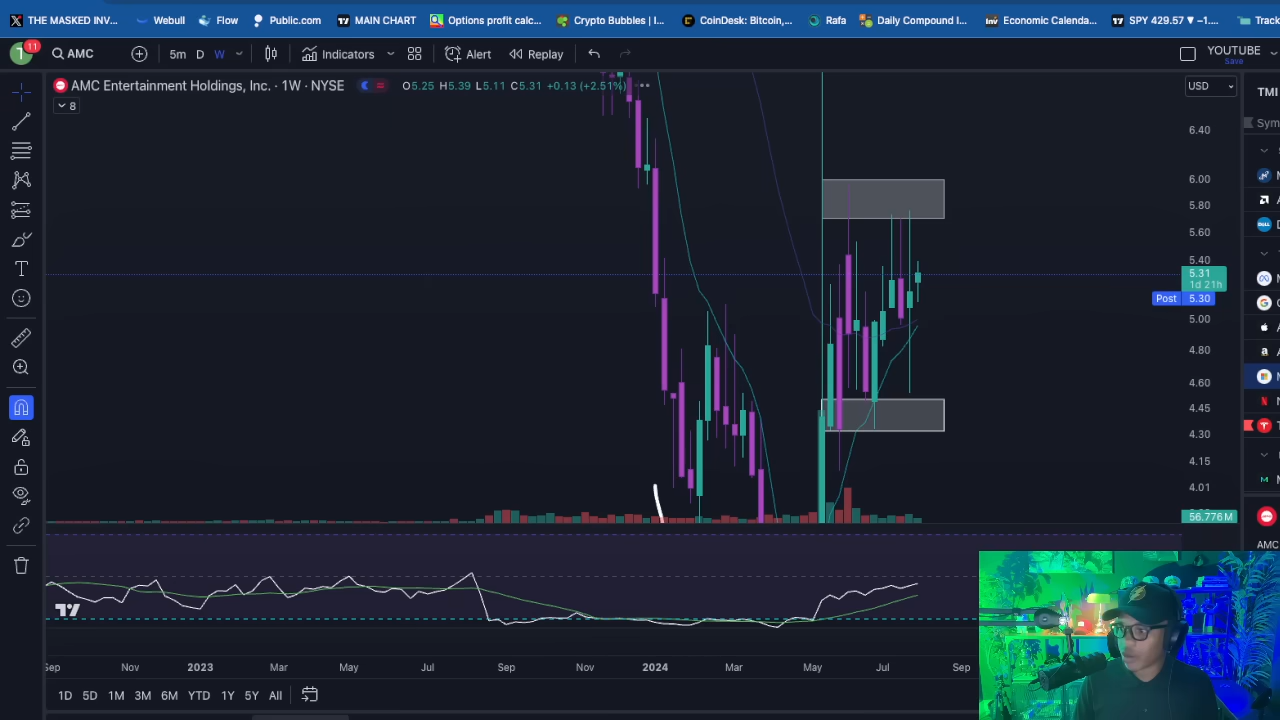 THE MASKED INV... Webull Flow Public.com MAIN CHART Options profit calc... Crypto Bubbles | I... CoinDesk: Bitcoin,... Rafa Daily Compound I... Economic Calenda... SPY 429.57 ▼ −1.... Track
T 11 AMC 5m D W Indicators Alert Replay YOUTUBE
Save
AMC Entertainment Holdings, Inc. · 1W · NYSE O5.25 H5.39 L5.11 C5.31 +0.13 (+2.51%) USD TMI
8
Sym
6.40
6.00
5.80
5.60
5.40
5.31
1d 21h
Post 5.30
5.00
4.80
4.60
4.45
4.30
4.15
4.01
56.776M
AMC
Sep Nov 2023 Mar May Jul Sep Nov 2024 Mar May Jul Sep
1D 5D 1M 3M 6M YTD 1Y 5Y All